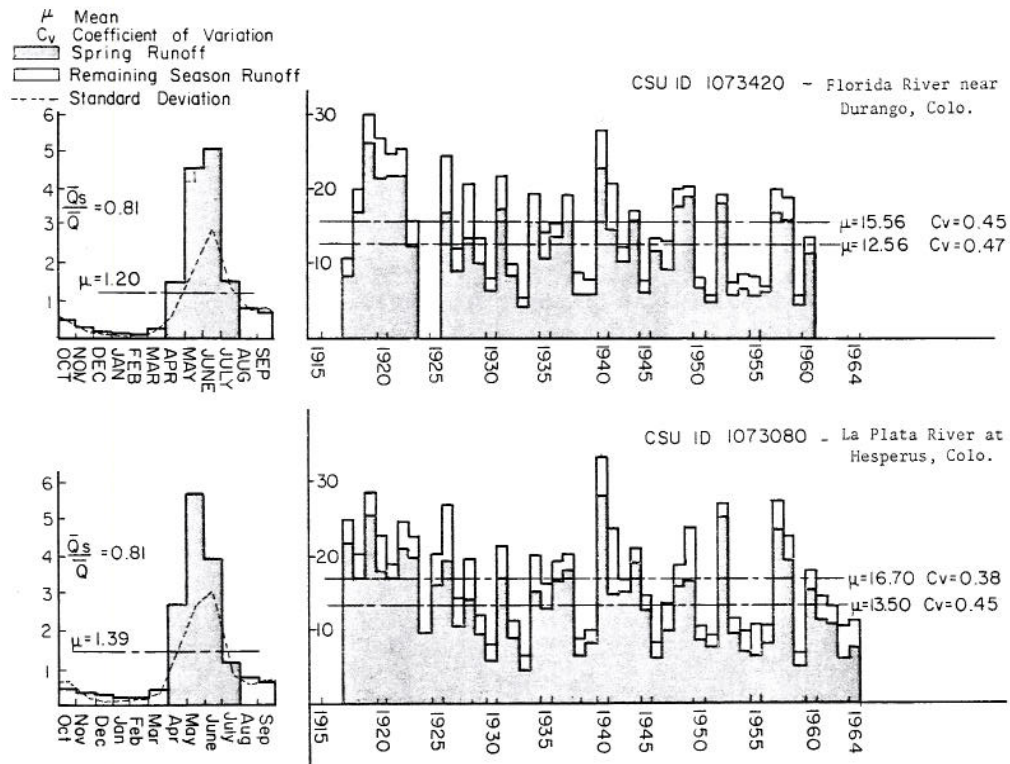 μ Mean
Cv Coefficient of Variation
Spring Runoff
Remaining Season Runoff
Standard Deviation
CSU ID 1073420 - Florida River near
Durango, Colo.
6
5
4
3
2
1
Q̄s/Q̄ = 0.81
μ=1.20
OCT
NOV
DEC
JAN
FEB
MAR
APR
MAY
JUNE
JULY
AUG
SEP
30
20
10
μ=15.56 Cv=0.45
μ=12.56 Cv=0.47
1915
1920
1925
1930
1935
1940
1945
1950
1955
1960
1964
CSU ID 1073080 - La Plata River at
Hesperus, Colo.
6
5
4
3
2
1
Q̄s/Q̄ = 0.81
μ=1.39
Oct
Nov
Dec
Jan
Feb
Mar
Apr
May
June
July
Aug
Sep
30
20
10
μ=16.70 Cv=0.38
μ=13.50 Cv=0.45
1915
1920
1925
1930
1935
1940
1945
1950
1955
1960
1964